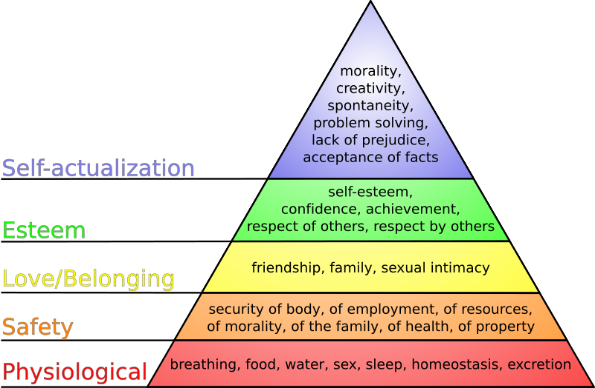 morality,
creativity,
spontaneity,
problem solving,
lack of prejudice,
acceptance of facts
Self-actualization
self-esteem,
confidence, achievement,
respect of others, respect by others
Esteem
friendship, family, sexual intimacy
Love/Belonging
security of body, of employment, of resources,
of morality, of the family, of health, of property
Safety
breathing, food, water, sex, sleep, homeostasis, excretion
Physiological